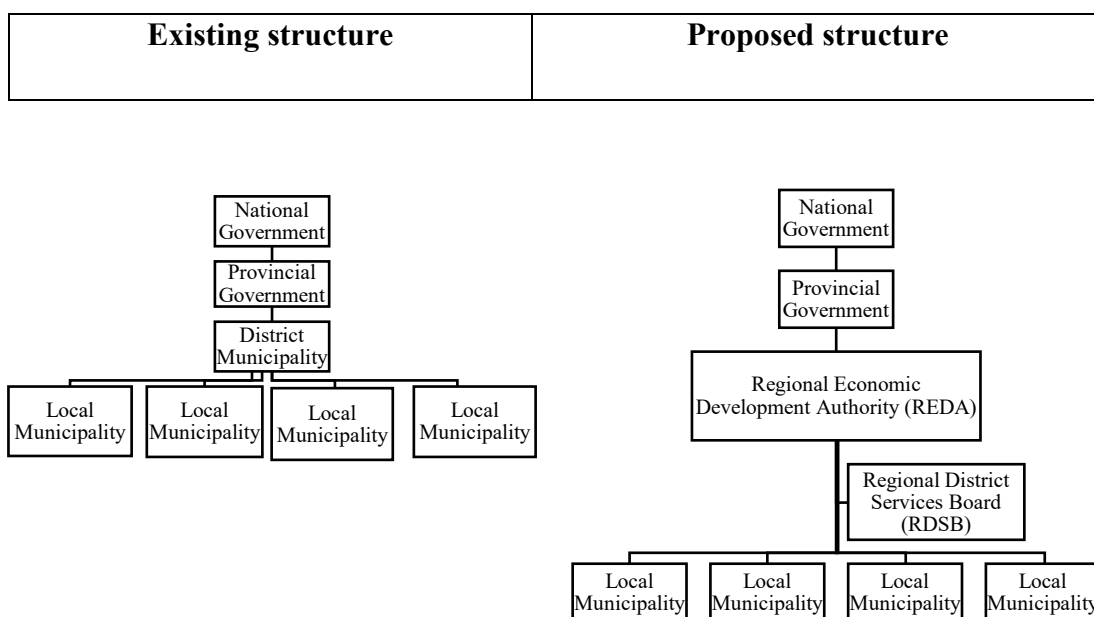 Existing structure
Proposed structure
National
Government
Provincial
Government
District
Municipality
Local
Municipality
Local
Municipality
Local
Municipality
Local
Municipality
National
Government
Provincial
Government
Regional Economic
Development Authority (REDA)
Regional District
Services Board
(RDSB)
Local
Municipality
Local
Municipality
Local
Municipality
Local
Municipality